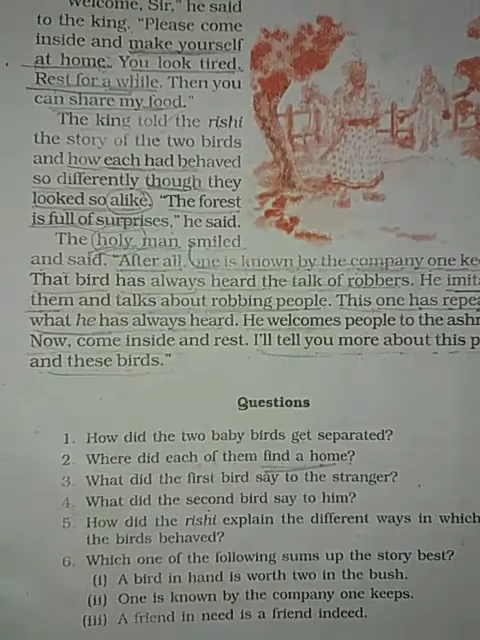 welcome, Sir," he said
to the king. "Please come
inside and make yourself
at home. You look tired.
Rest for a while. Then you
can share my food."
The king told the rishi
the story of the two birds
and how each had behaved
so differently though they
looked so alike. "The forest
is full of surprises," he said.
The holy man smiled
and said. "After all, one is known by the company one ke
That bird has always heard the talk of robbers. He imit
them and talks about robbing people. This one has repe
what he has always heard. He welcomes people to the ashr
Now, come inside and rest. I'll tell you more about this p
and these birds."
Questions
1. How did the two baby birds get separated?
2. Where did each of them find a home?
3. What did the first bird say to the stranger?
4. What did the second bird say to him?
5. How did the rishi explain the different ways in which
the birds behaved?
6. Which one of the following sums up the story best?
(i) A bird in hand is worth two in the bush.
(ii) One is known by the company one keeps.
(iii) A friend in need is a friend indeed.